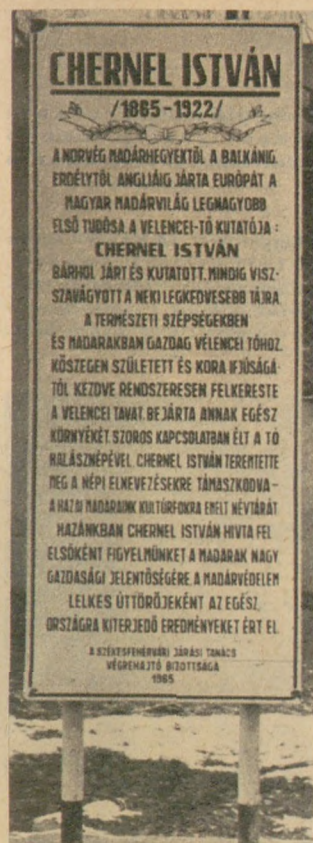 CHERNEL ISTVÁN
/1865-1922/
A NORVÉG MADÁRHEGYEKTŐL A BALKÁNIG.
ERDÉLYTŐL ANGLIÁIG JÁRTA EURÓPÁT A
MAGYAR MADÁRVILÁG LEGNAGYOBB
ELSŐ TUDÓSA A VELENCEI-TÓ KUTATÓJA :
CHERNEL ISTVÁN
BÁRHOL JÁRT ÉS KUTATOTT, MINDIG VISZ-
SZAVÁGYOTT A NEKI LEGKEDVESEBB TÁJRA
A TERMÉSZETI SZÉPSÉGEKBEN
ÉS MADARAKBAN GAZDAG VELENCEI TÓHOZ.
KŐSZEGEN SZÜLETETT ÉS KORA IFJÚSÁGÁ-
TÓL KEZDVE RENDSZERESEN FELKERESTE
A VELENCEI TAVAT. BEJÁRTA ANNAK EGÉSZ
KÖRNYÉKÉT. SZOROS KAPCSOLATBAN ÉLT A TÓ
HALÁSZNÉPÉVEL. CHERNEL ISTVÁN TEREMTETTE
MEG A NÉPI ELNEVEZÉSEKRE TÁMASZKODVA-
A HAZAI MADARAINK KULTÚRFOKRA EMELT NÉVTÁRÁT
HAZÁNKBAN CHERNEL ISTVÁN HIVTA FEL
ELSŐKÉNT FIGYELMÜNKET A MADARAK NAGY
GAZDASÁGI JELENTŐSÉGÉRE. A MADÁRVÉDELEM
LELKES ÚTTÖRŐJEKÉNT AZ EGÉSZ,
ORSZÁGRA KITERJEDŐ EREDMÉNYEKET ÉRT EL.
A SZÉKESFEHÉRVÁRI JÁRÁSI TANÁCS
VÉGREHAJTÓ BIZOTTSÁGA
1965